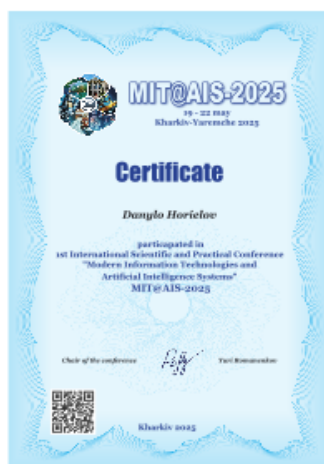 MIT@AIS-2025
19 - 22 may
Kharkiv-Yaremche 2025
Certificate
Danylo Horielov
participated in
1st International Scientific and Practical Conference
"Modern Information Technologies and
Artificial Intelligence Systems"
MIT@AIS-2025
Chair of the conference
Yuri Romanenkov
Kharkiv 2025